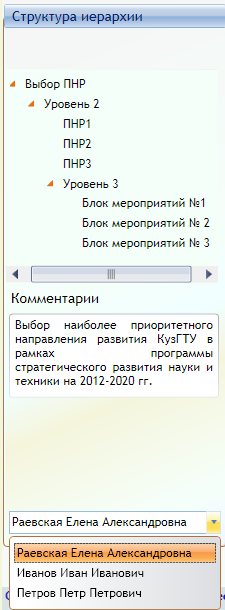 Структура иерархии
Выбор ПНР
Уровень 2
ПНР1
ПНР2
ПНР3
Уровень 3
Блок мероприятий №1
Блок мероприятий № 2
Блок мероприятий № 3
Комментарии
Выбор наиболее приоритетного
направления развития КузГТУ в
рамках программы
стратегического развития науки и
техники на 2012-2020 гг.
Раевская Елена Александровна
Раевская Елена Александровна
Иванов Иван Иванович
Петров Петр Петрович